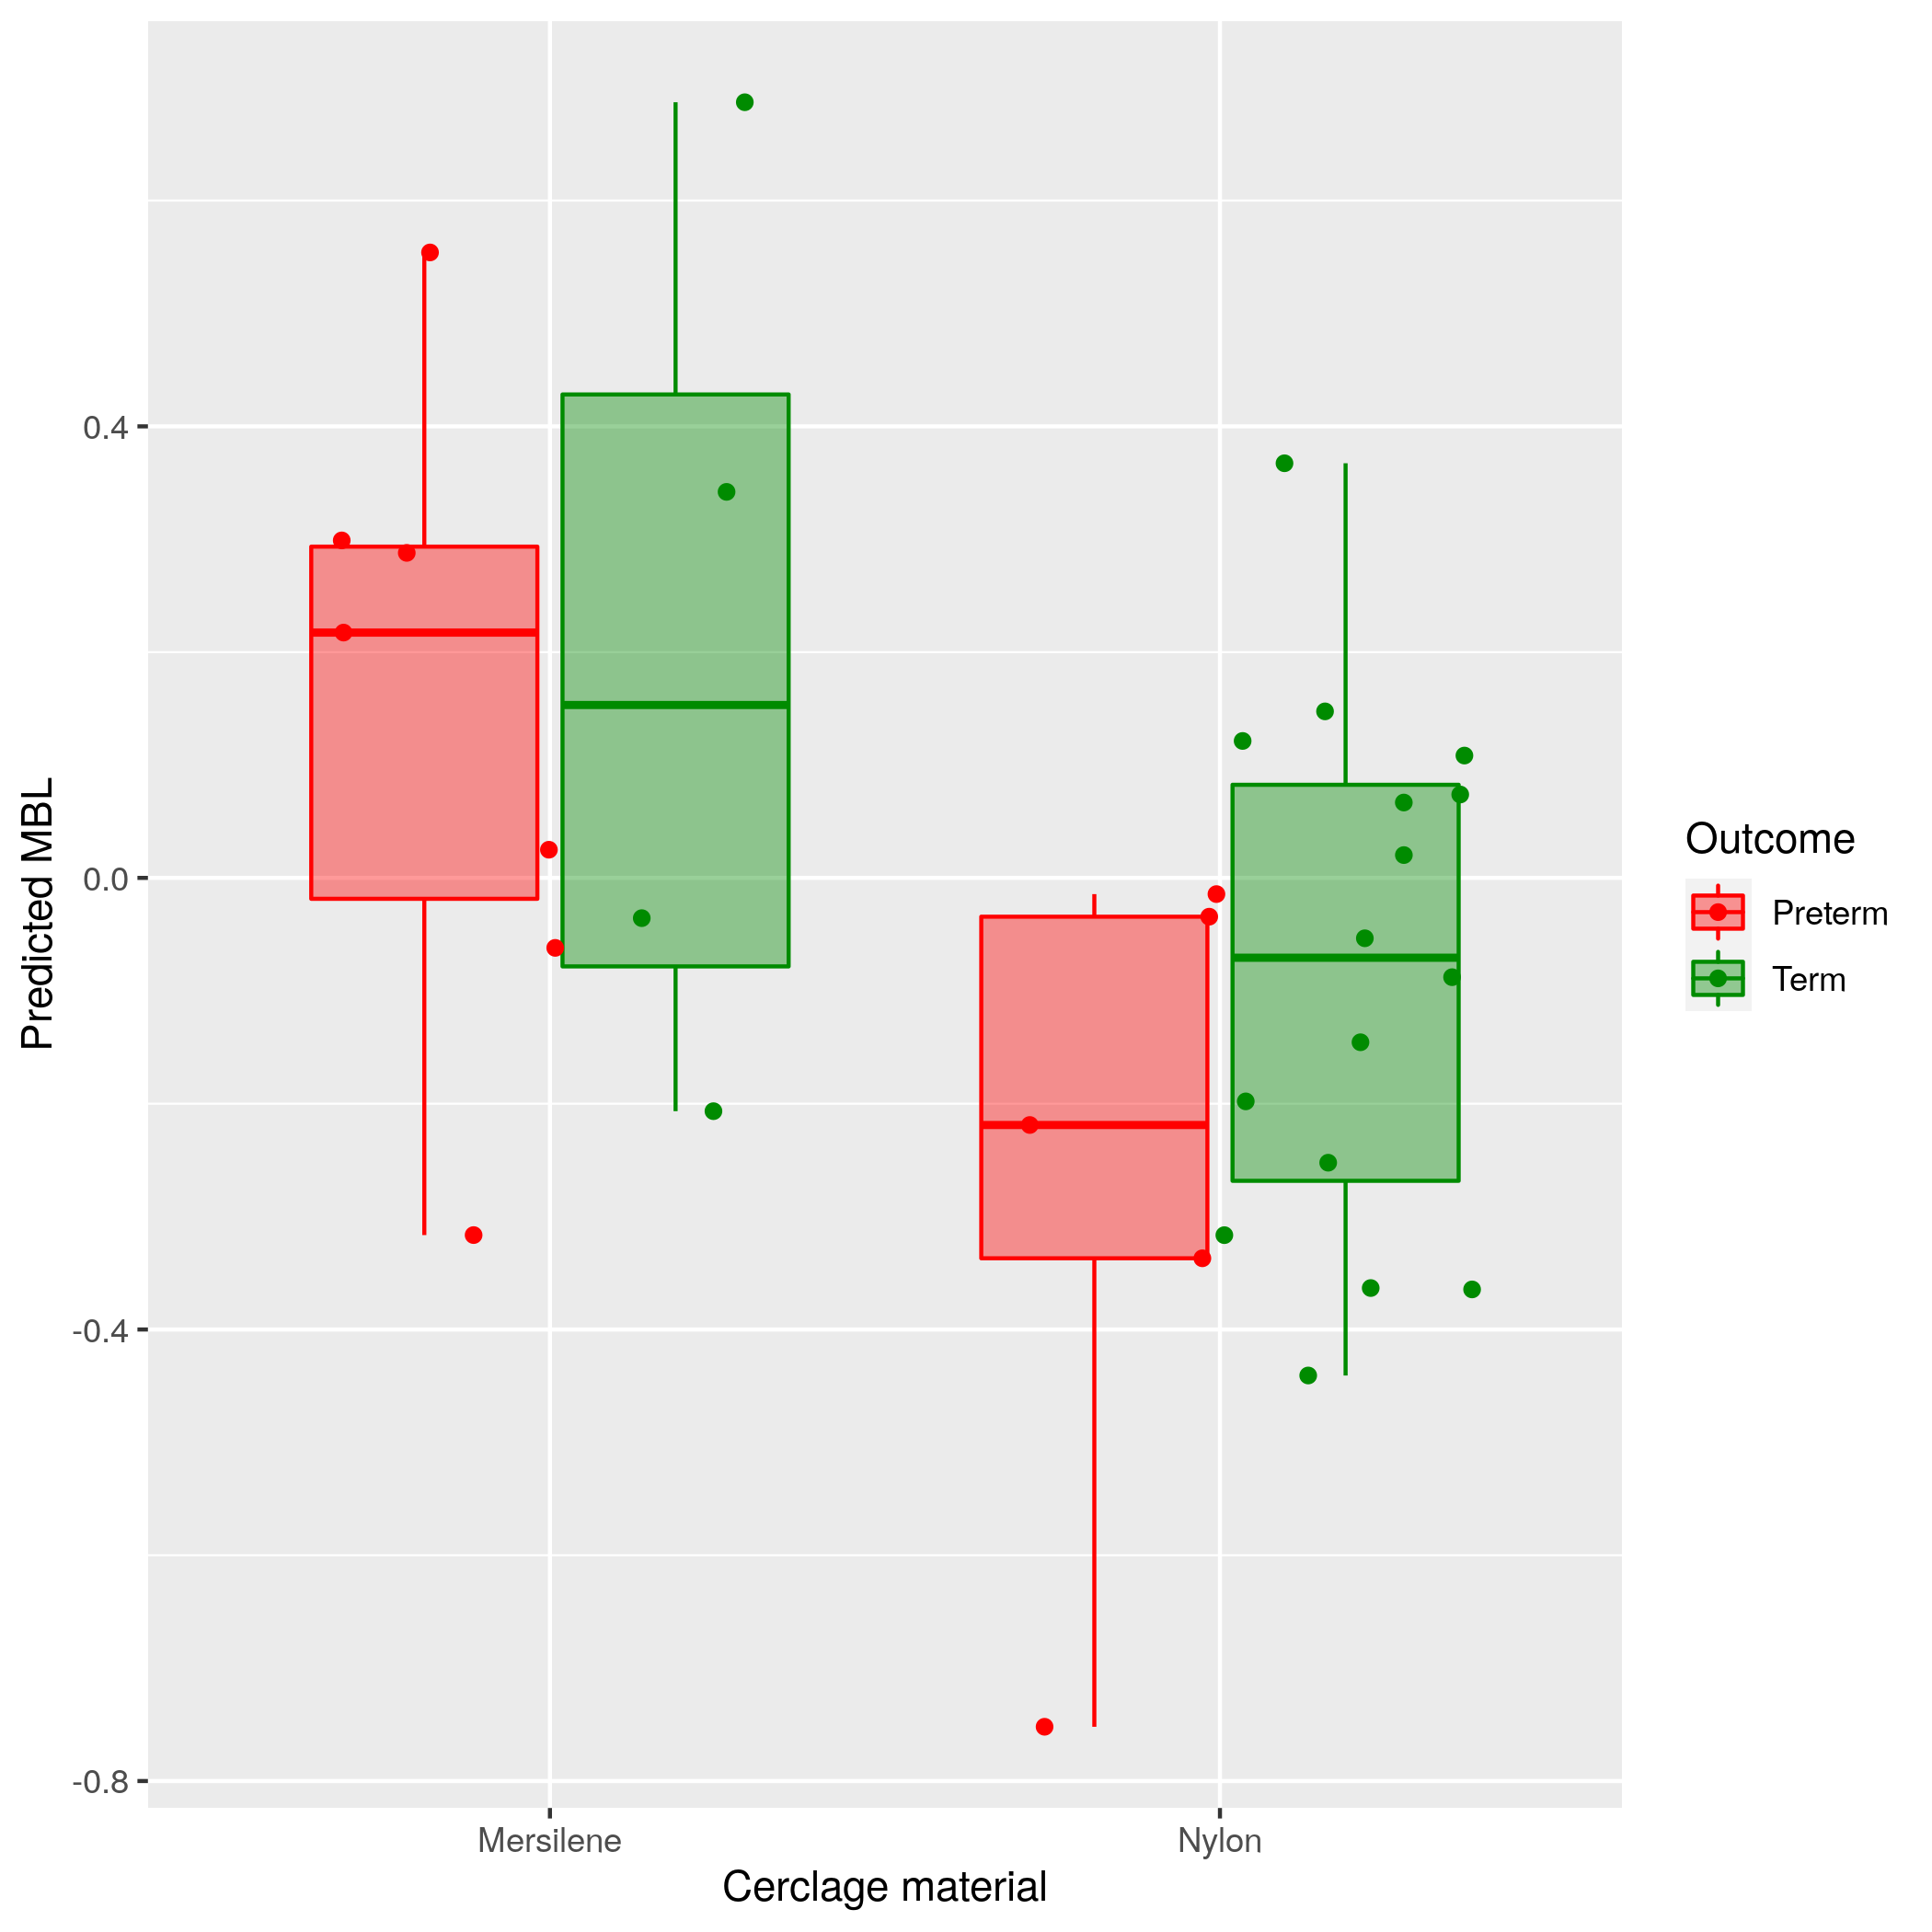 Predicted MBL
0.4
0.0
-0.4
-0.8
Mersilene
Nylon
Cerclage material
Outcome
Preterm
Term